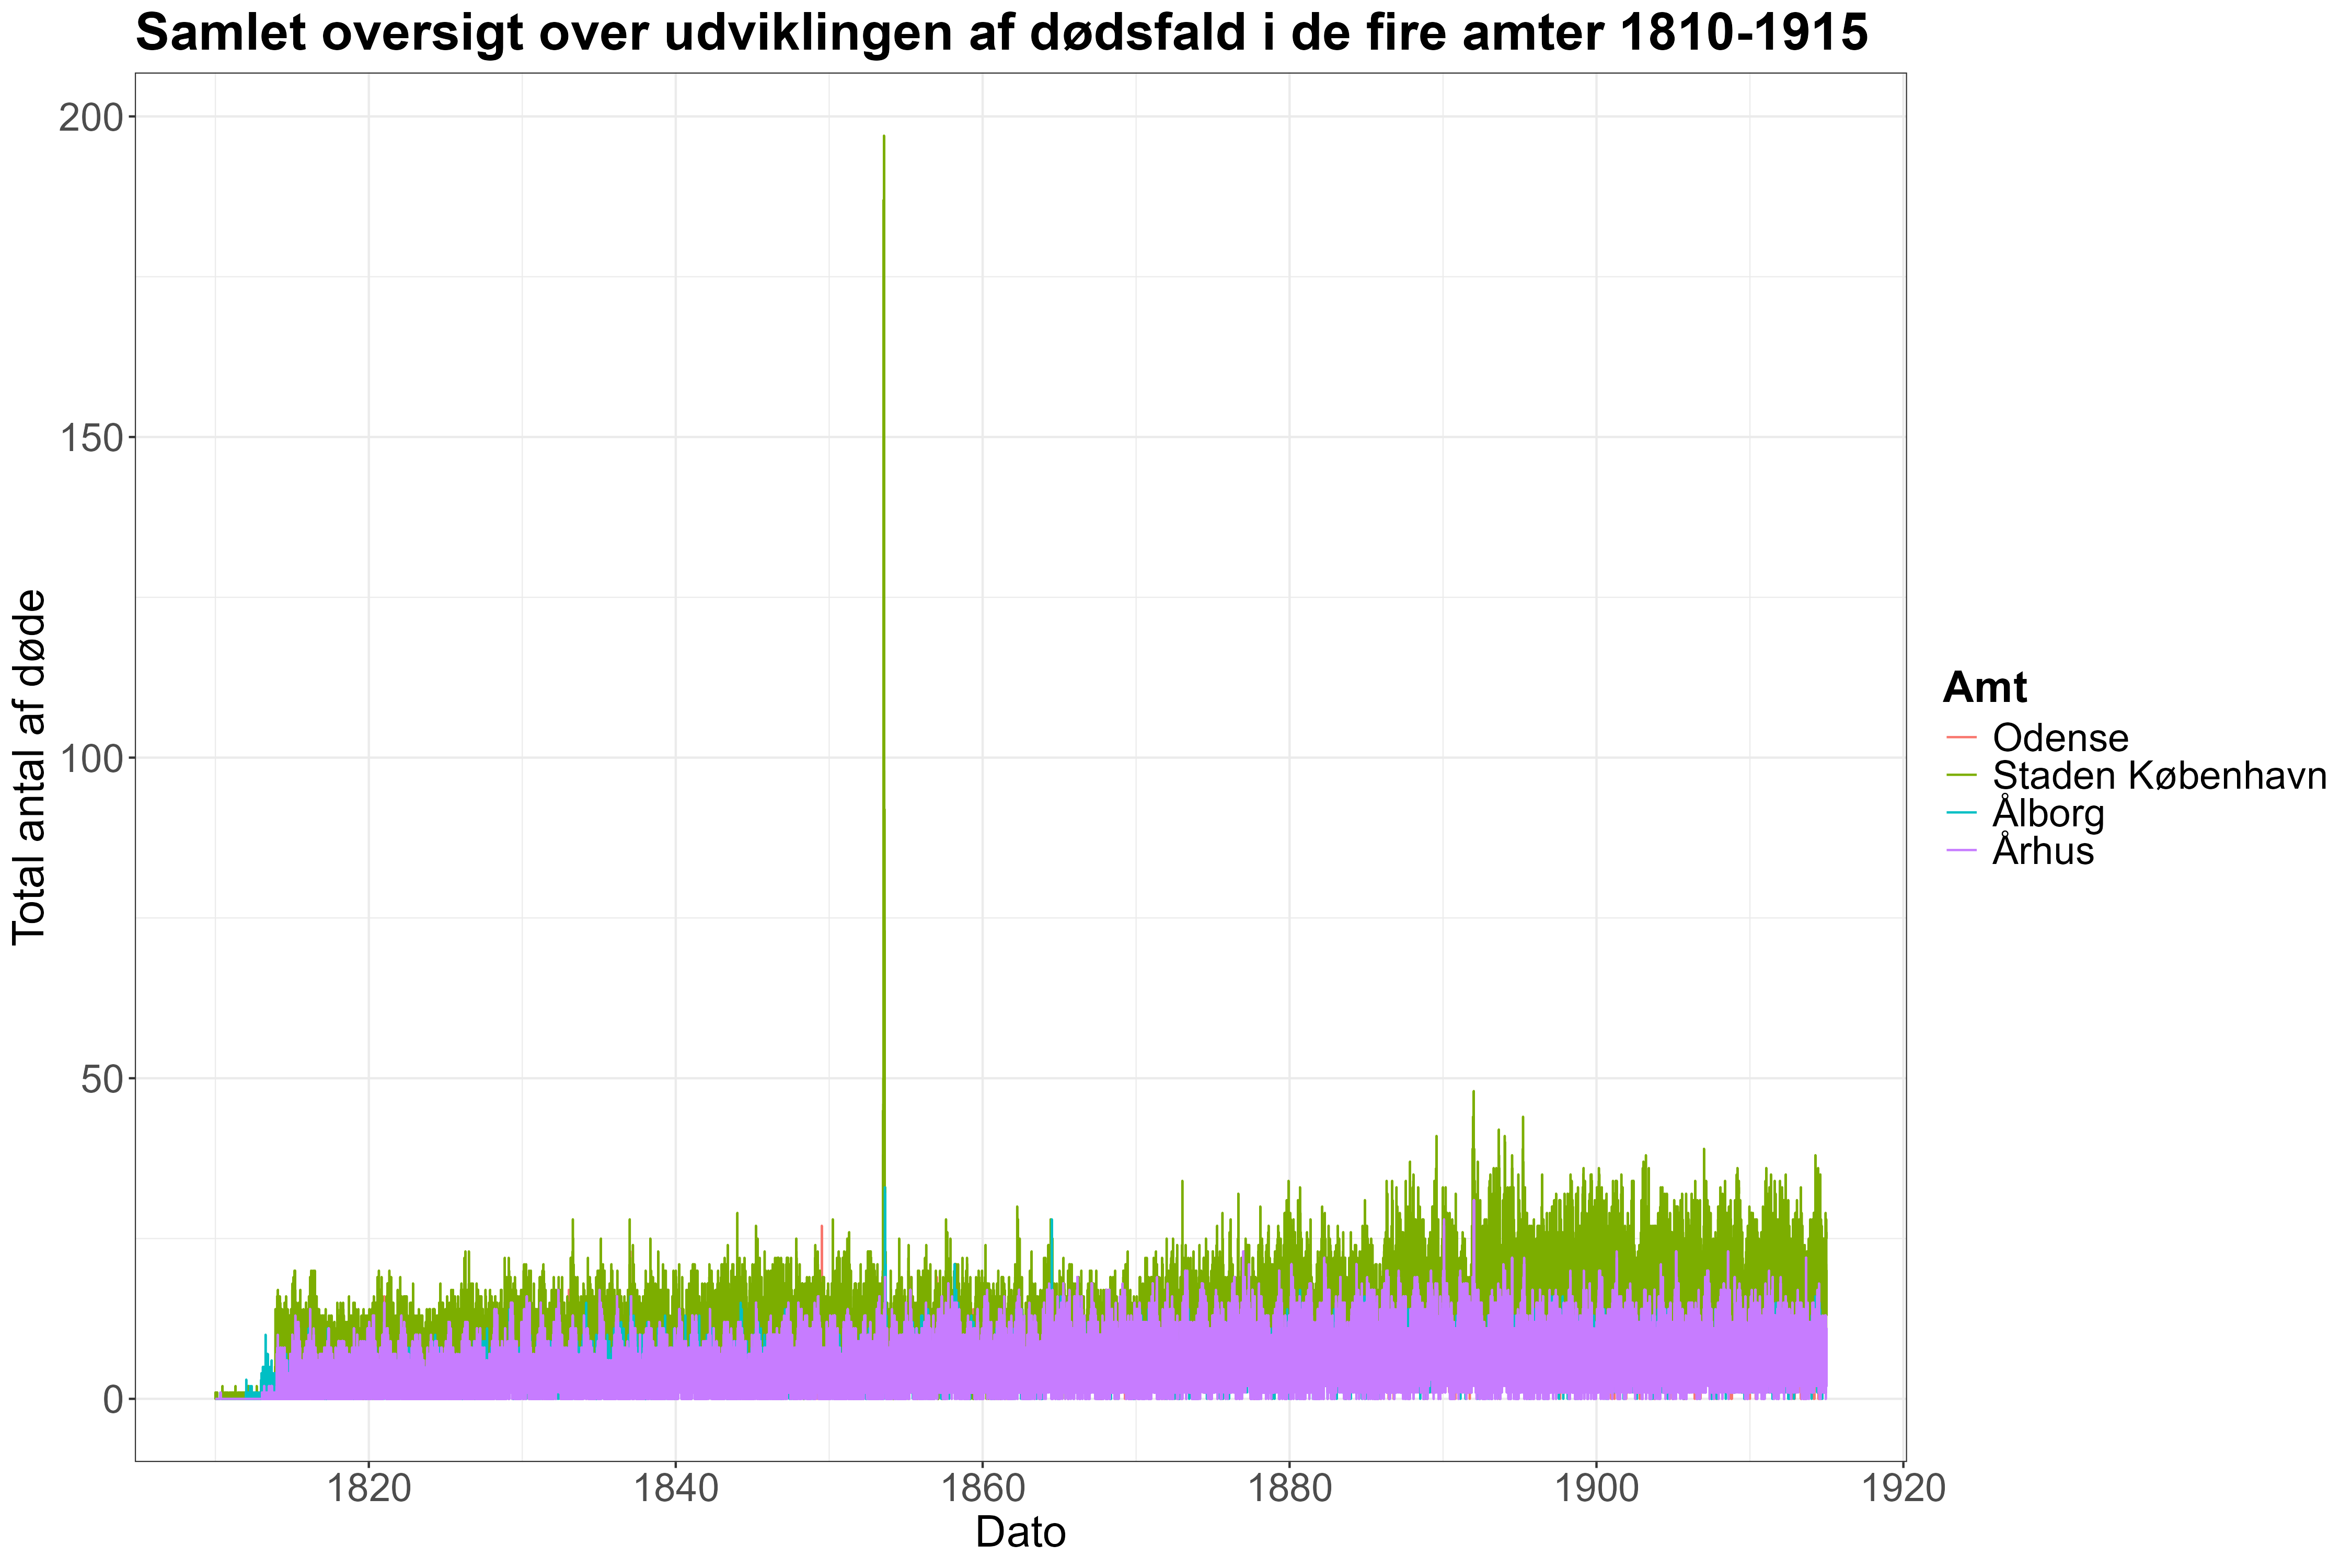 Samlet oversigt over udviklingen af dødsfald i de fire amter 1810-1915
200
150
100
50
0
Total antal af døde
1820
1840
1860
1880
1900
1920
Dato
Amt
Odense
Staden København
Ålborg
Århus